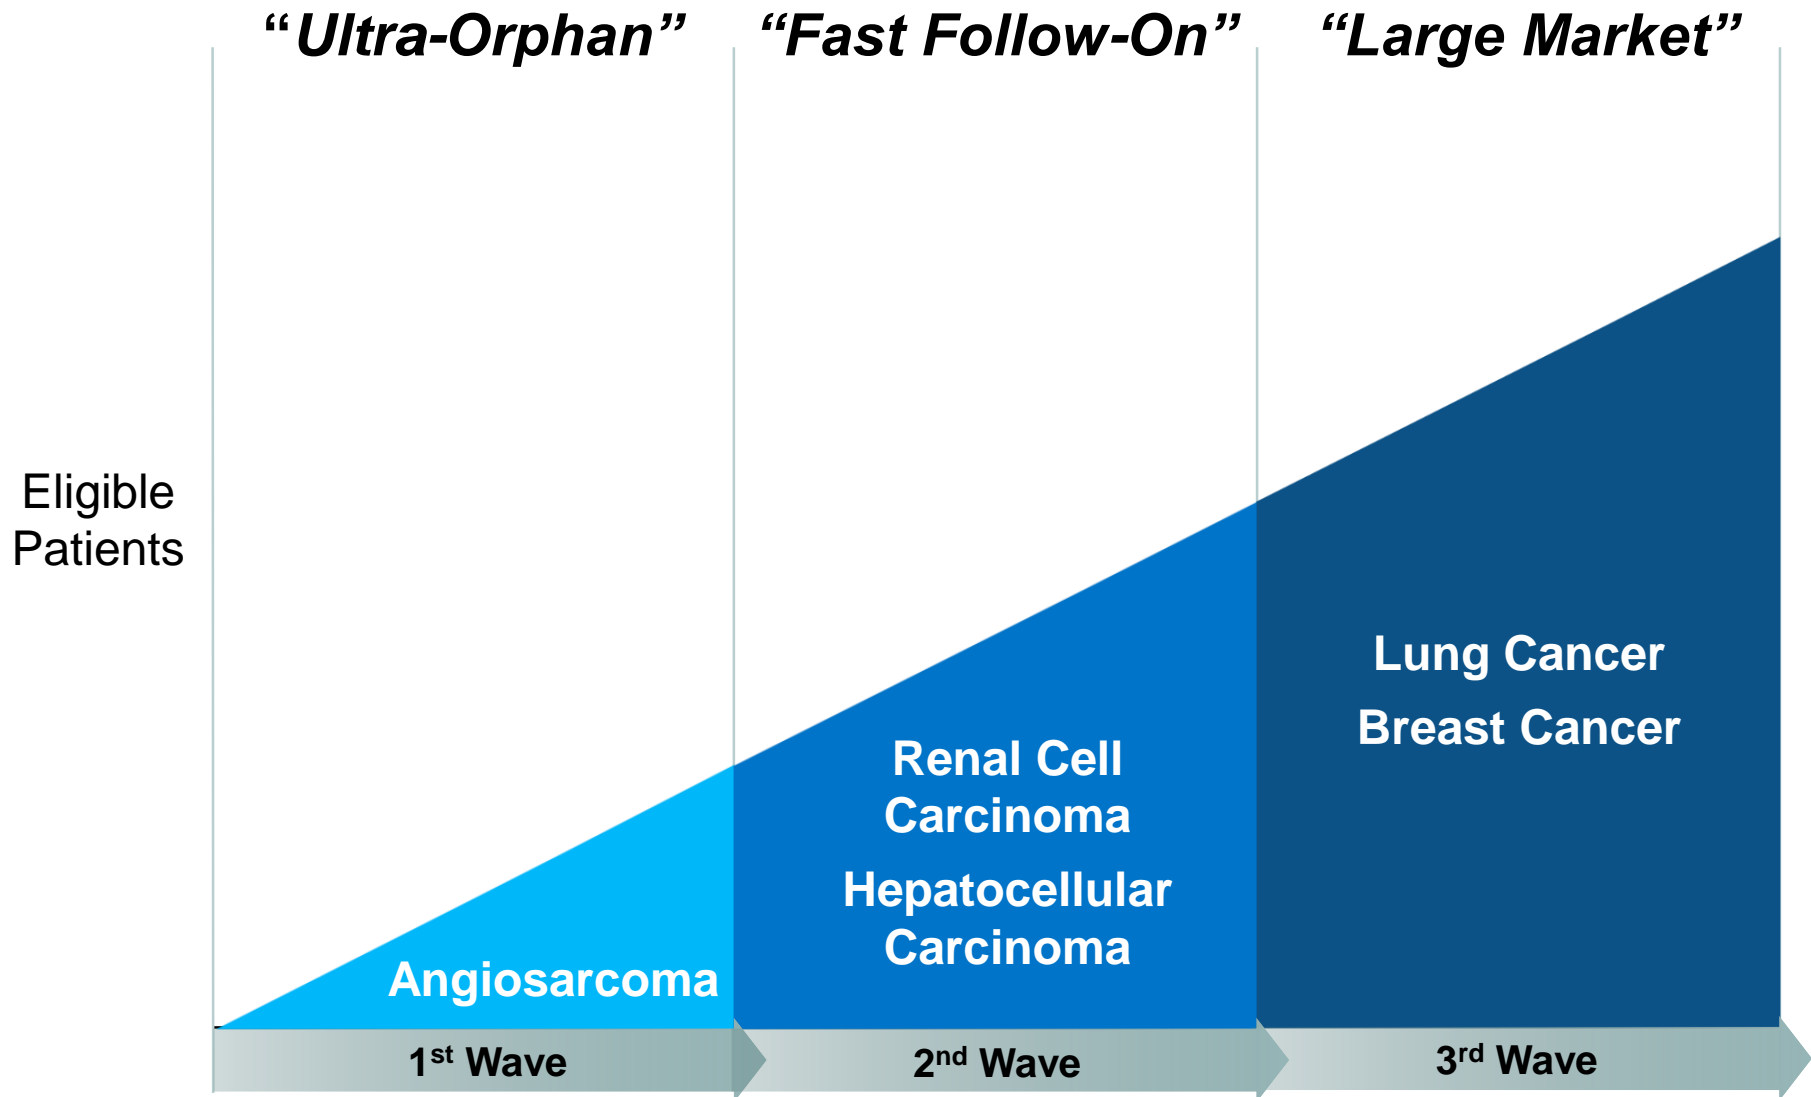 “Ultra-Orphan”
“Fast Follow-On”
“Large Market”
Eligible
Patients
Lung Cancer
Breast Cancer
Renal Cell
Carcinoma
Hepatocellular
Carcinoma
Angiosarcoma
1st Wave
2nd Wave
3rd Wave